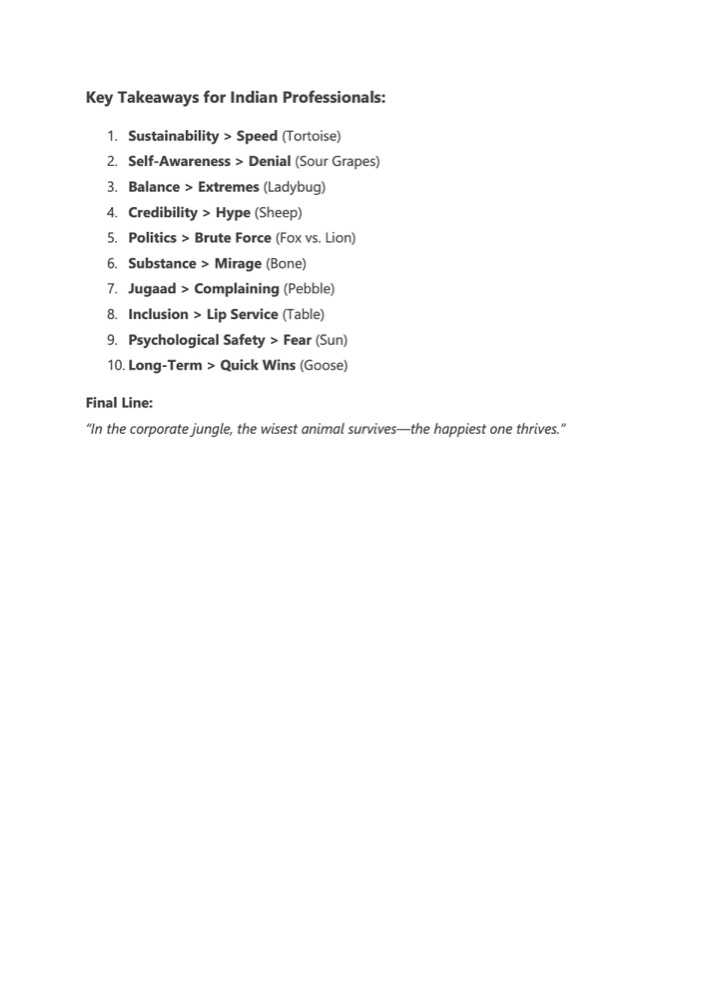 Key Takeaways for Indian Professionals:
1. Sustainability > Speed (Tortoise)
2. Self-Awareness > Denial (Sour Grapes)
3. Balance > Extremes (Ladybug)
4. Credibility > Hype (Sheep)
5. Politics > Brute Force (Fox vs. Lion)
6. Substance > Mirage (Bone)
7. Jugaad > Complaining (Pebble)
8. Inclusion > Lip Service (Table)
9. Psychological Safety > Fear (Sun)
10. Long-Term > Quick Wins (Goose)
Final Line:
“In the corporate jungle, the wisest animal survives—the happiest one thrives.”